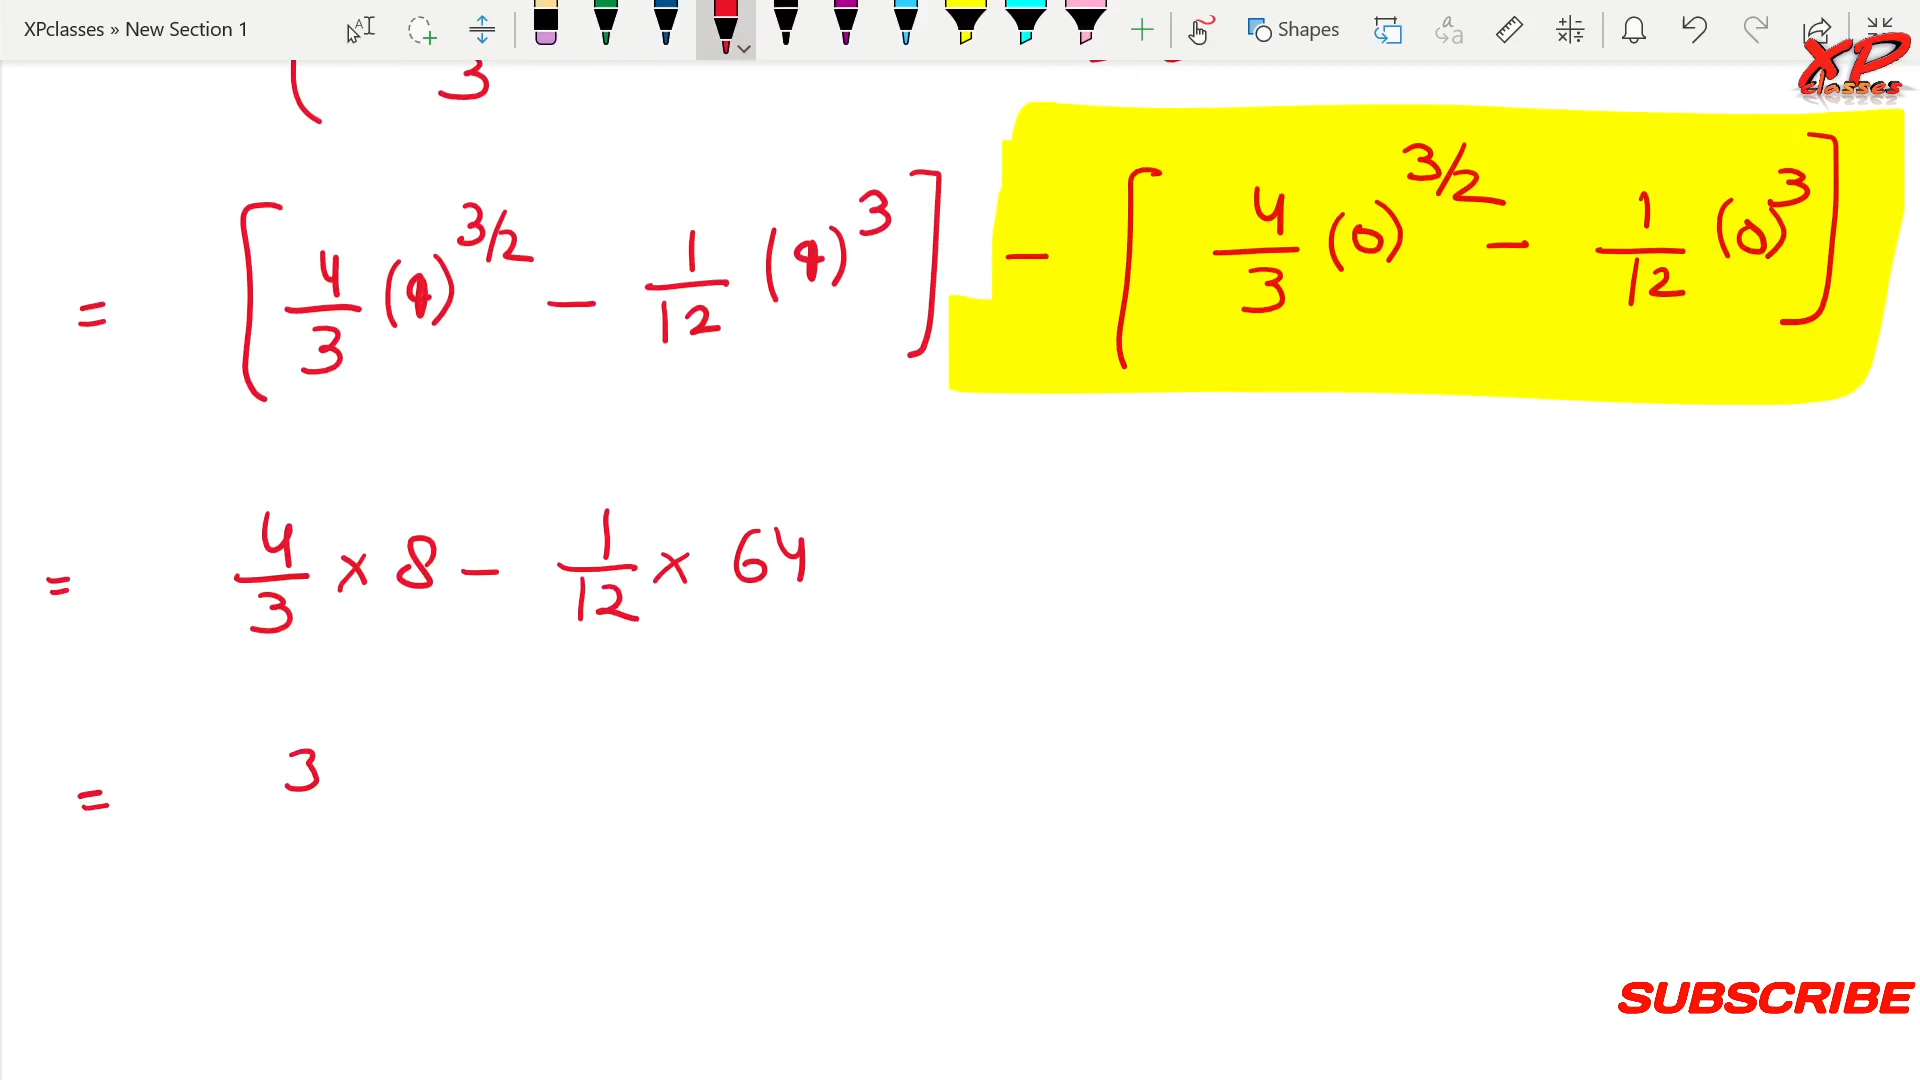 XPclasses » New Section 1
Shapes
XP
classes
( 3
= [4/3 (4)^3/2 − 1/12 (4)^3] − [4/3 (0)^3/2 − 1/12 (0)^3]
= 4/3 × 8 − 1/12 × 64
= 3
SUBSCRIBE